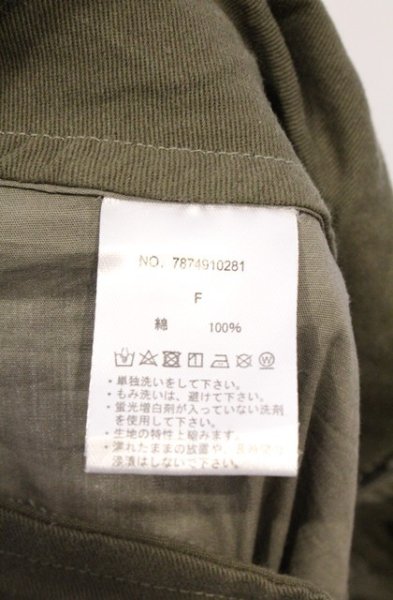 NO. 7874910281
F
綿 100%
・単独洗いをして下さい。
・もみ洗いは、避けて下さい。
・蛍光増白剤が入っていない洗剤
を使用して下さい。
・生地の特性上縮みます。
・濡れたままの放置や、長時間の
浸漬はしないで下さい。